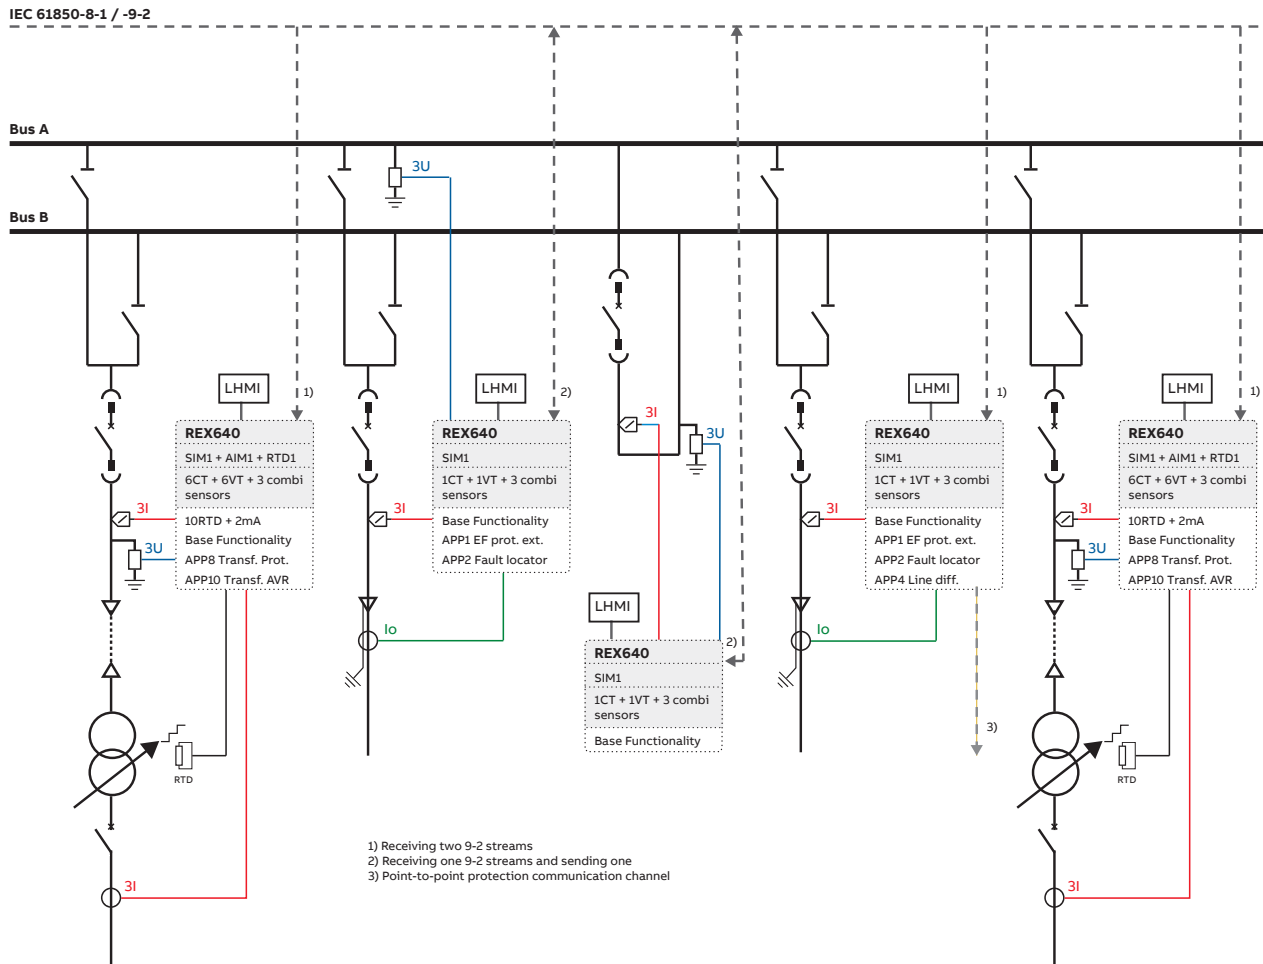 IEC 61850-8-1 / -9-2
Bus A
3U
Bus B
LHMI
1)
REX640
SIM1 + AIM1 + RTD1
6CT + 6VT + 3 combi
sensors
10RTD + 2mA
Base Functionality
APP8 Transf. Prot.
APP10 Transf. AVR
3I
3U
RTD
3I
LHMI
2)
REX640
SIM1
1CT + 1VT + 3 combi
sensors
Base Functionality
APP1 EF prot. ext.
APP2 Fault locator
3I
Io
3I
3U
LHMI
2)
REX640
SIM1
1CT + 1VT + 3 combi
sensors
Base Functionality
LHMI
1)
REX640
SIM1
1CT + 1VT + 3 combi
sensors
Base Functionality
APP1 EF prot. ext.
APP2 Fault locator
APP4 Line diff.
3I
Io
3)
LHMI
1)
REX640
SIM1 + AIM1 + RTD1
6CT + 6VT + 3 combi
sensors
10RTD + 2mA
Base Functionality
APP8 Transf. Prot.
APP10 Transf. AVR
3I
3U
RTD
3I
1) Receiving two 9-2 streams
2) Receiving one 9-2 streams and sending one
3) Point-to-point protection communication channel